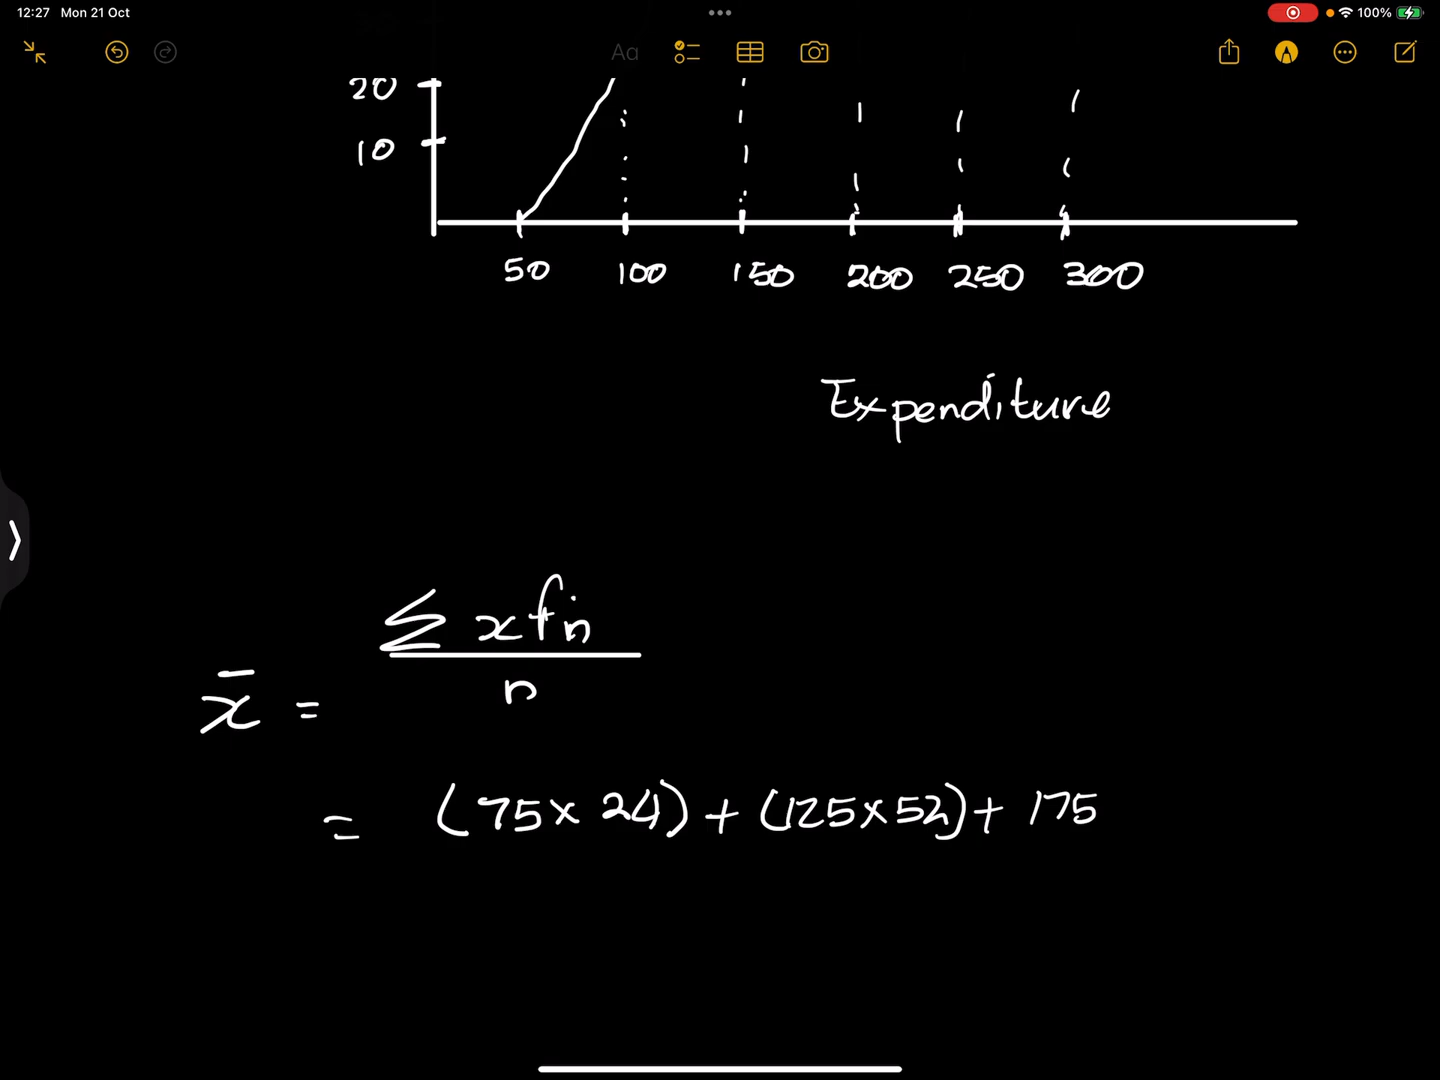 12:27 Mon 21 Oct 100%
Aa
20
10
50 100 150 200 250 300
Expenditure
x̄ = Σxfin / n
= (75 × 24) + (125 × 52) + 175